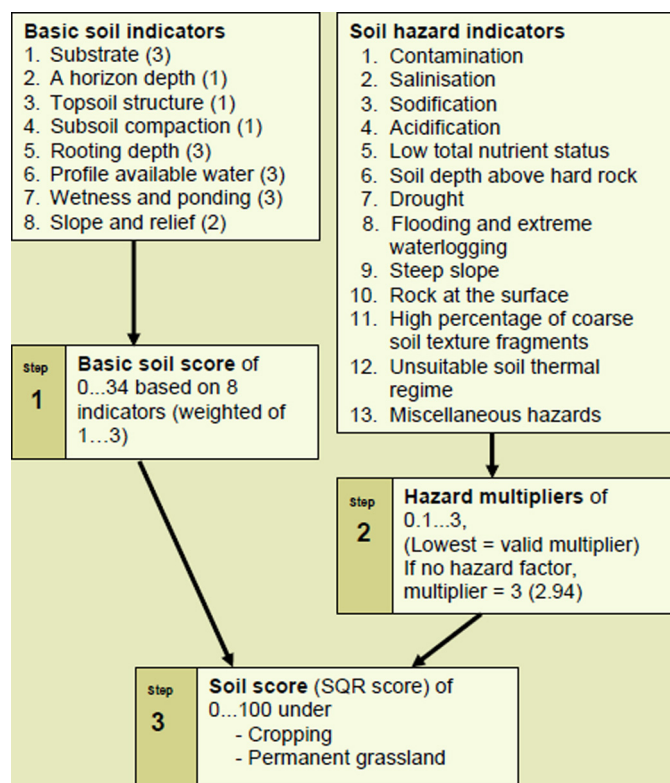 Basic soil indicators
1. Substrate (3)
2. A horizon depth (1)
3. Topsoil structure (1)
4. Subsoil compaction (1)
5. Rooting depth (3)
6. Profile available water (3)
7. Wetness and ponding (3)
8. Slope and relief (2)
Soil hazard indicators
1. Contamination
2. Salinisation
3. Sodification
4. Acidification
5. Low total nutrient status
6. Soil depth above hard rock
7. Drought
8. Flooding and extreme
waterlogging
9. Steep slope
10. Rock at the surface
11. High percentage of coarse
soil texture fragments
12. Unsuitable soil thermal
regime
13. Miscellaneous hazards
Step
1
Basic soil score of
0...34 based on 8
indicators (weighted of
1...3)
Step
2
Hazard multipliers of
0.1...3,
(Lowest = valid multiplier)
If no hazard factor,
multiplier = 3 (2.94)
Step
3
Soil score (SQR score) of
0...100 under
- Cropping
- Permanent grassland